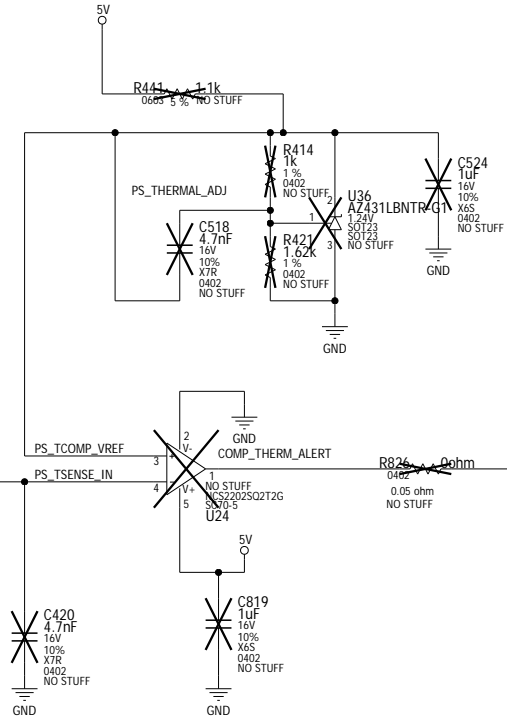 5V
R441 1.1k
0603 5 % NO STUFF
R414
1k
1 %
0402
NO STUFF
PS_THERMAL_ADJ
C518
4.7nF
16V
10%
X7R
0402
NO STUFF
R421
1.62k
1 %
0402
NO STUFF
2
1
3
U36
AZ431LBNTR-G1
1.24V
SOT23
SOT23
NO STUFF
C524
1uF
16V
10%
X6S
0402
NO STUFF
GND
GND
GND
PS_TCOMP_VREF
PS_TSENSE_IN
2
V-
3
+
4
-
1
V+
5
COMP_THERM_ALERT
NO STUFF
NCS2202SQ2T2G
SC70-5
U24
R826 0ohm
0402
0.05 ohm
NO STUFF
5V
C420
4.7nF
16V
10%
X7R
0402
NO STUFF
GND
C819
1uF
16V
10%
X6S
0402
NO STUFF
GND